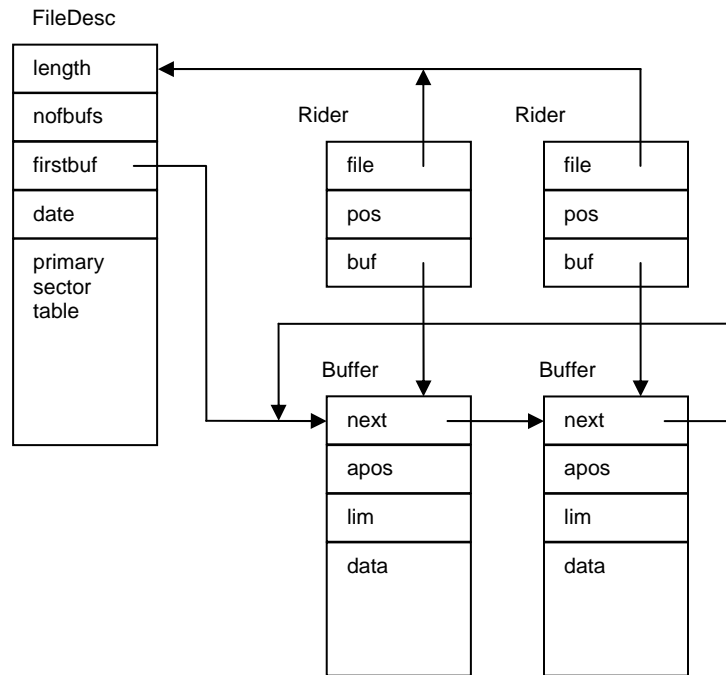 FileDesc
length
nofbufs
firstbuf
date
primary
sector
table
Rider
file
pos
buf
Rider
file
pos
buf
Buffer
next
apos
lim
data
Buffer
next
apos
lim
data